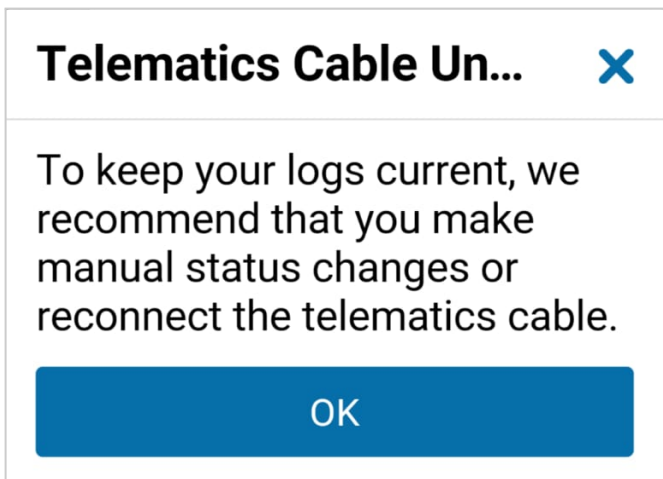 Telematics Cable Un...
To keep your logs current, we
recommend that you make
manual status changes or
reconnect the telematics cable.
OK